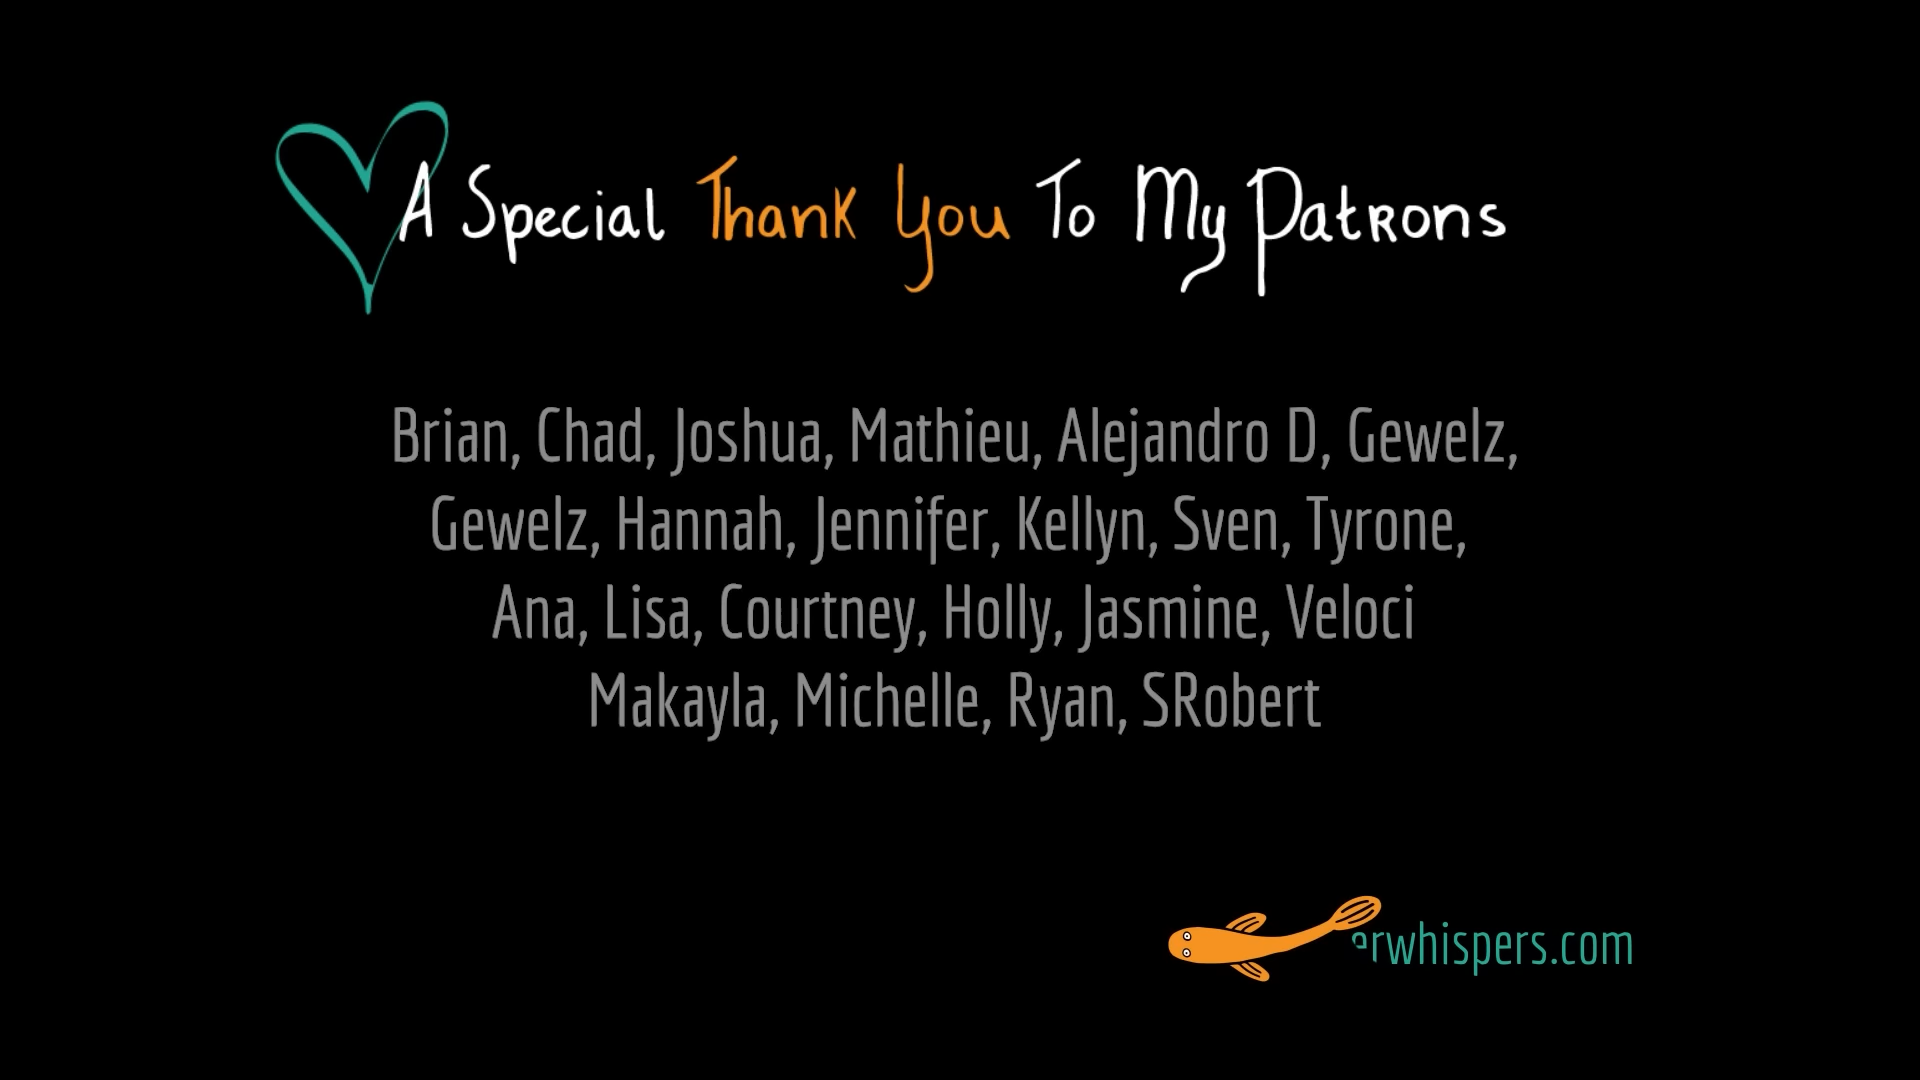 A Special Thank You To My Patrons
Brian, Chad, Joshua, Mathieu, Alejandro D, Gewelz,
Gewelz, Hannah, Jennifer, Kellyn, Sven, Tyrone,
Ana, Lisa, Courtney, Holly, Jasmine, Veloci
Makayla, Michelle, Ryan, SRobert
erwhispers.com